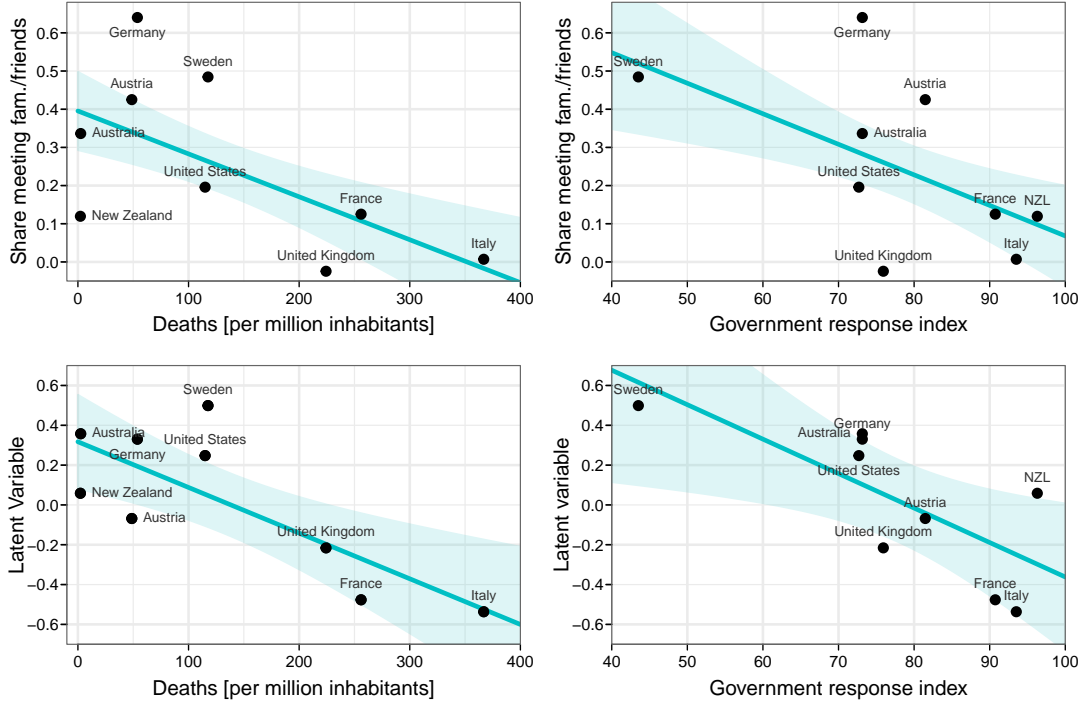 Share meeting fam./friends
0.6
0.5
0.4
0.3
0.2
0.1
0.0
Germany
Sweden
Austria
Australia
United States
New Zealand
France
United Kingdom
Italy
0 100 200 300 400
Deaths [per million inhabitants]
Share meeting fam./friends
0.6
0.5
0.4
0.3
0.2
0.1
0.0
Germany
Sweden
Austria
Australia
United States
France NZL
United Kingdom
Italy
40 50 60 70 80 90 100
Government response index
Latent Variable
0.6
0.4
0.2
0.0
−0.2
−0.4
−0.6
Sweden
Australia
United States
Germany
New Zealand
Austria
United Kingdom
France
Italy
0 100 200 300 400
Deaths [per million inhabitants]
Latent variable
0.6
0.4
0.2
0.0
−0.2
−0.4
−0.6
Sweden
Germany
Australia
United States
NZL
Austria
United Kingdom
France
Italy
40 50 60 70 80 90 100
Government response index